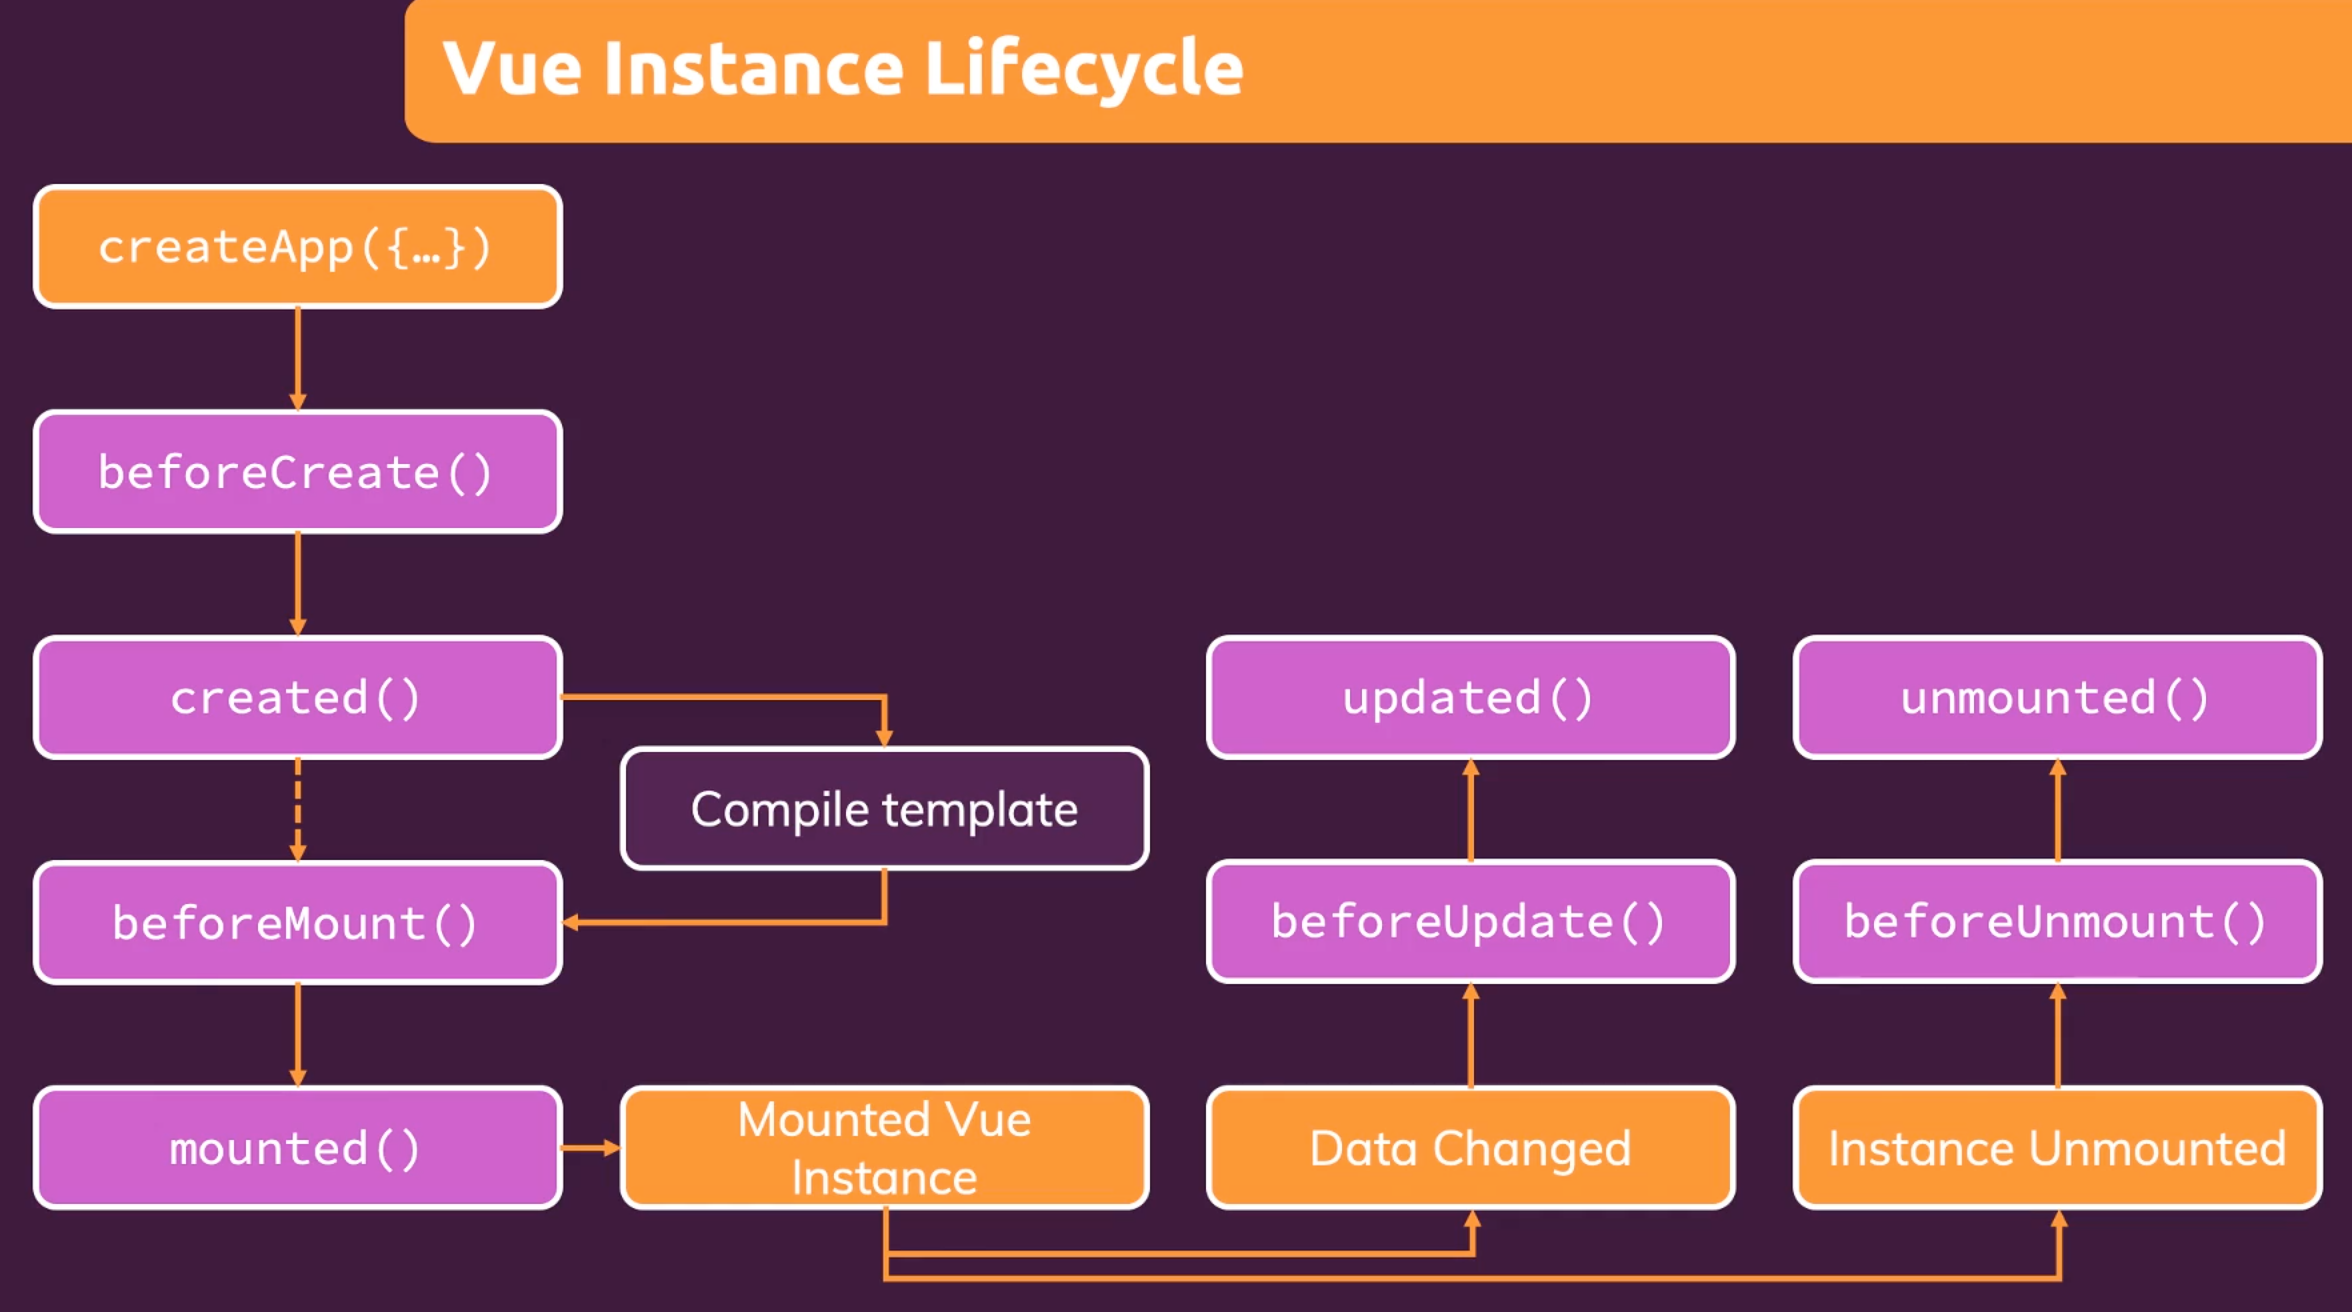 Vue Instance Lifecycle
createApp({…})
beforeCreate()
created()
Compile template
beforeMount()
mounted()
Mounted Vue
Instance
updated()
beforeUpdate()
Data Changed
unmounted()
beforeUnmount()
Instance Unmounted